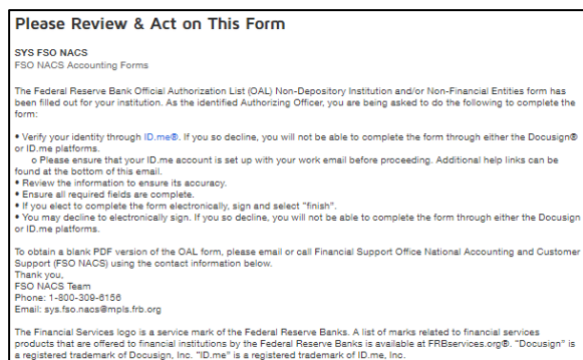 Please Review & Act on This Form
SYS FSO NACS
FSO NACS Accounting Forms
The Federal Reserve Bank Official Authorization List (OAL) Non-Depository Institution and/or Non-Financial Entities form has
been filled out for your institution. As the identified Authorizing Officer, you are being asked to do the following to complete the
form:
• Verify your identity through ID.me®. If you so decline, you will not be able to complete the form through either the Docusign®
or ID.me platforms.
o Please ensure that your ID.me account is set up with your work email before proceeding. Additional help links can be
found at the bottom of this email.
• Review the information to ensure its accuracy.
• Ensure all required fields are complete.
• If you elect to complete the form electronically, sign and select "finish".
• You may decline to electronically sign. If you so decline, you will not be able to complete the form through either the Docusign
or ID.me platforms.
To obtain a blank PDF version of the OAL form, please email or call Financial Support Office National Accounting and Customer
Support (FSO NACS) using the contact information below.
Thank you,
FSO NACS Team
Phone: 1-800-309-6156
Email: sys.fso.nacs@mpls.frb.org
The Financial Services logo is a service mark of the Federal Reserve Banks. A list of marks related to financial services
products that are offered to financial institutions by the Federal Reserve Banks is available at FRBservices.org®. "Docusign" is
a registered trademark of Docusign, Inc. "ID.me" is a registered trademark of ID.me, Inc.